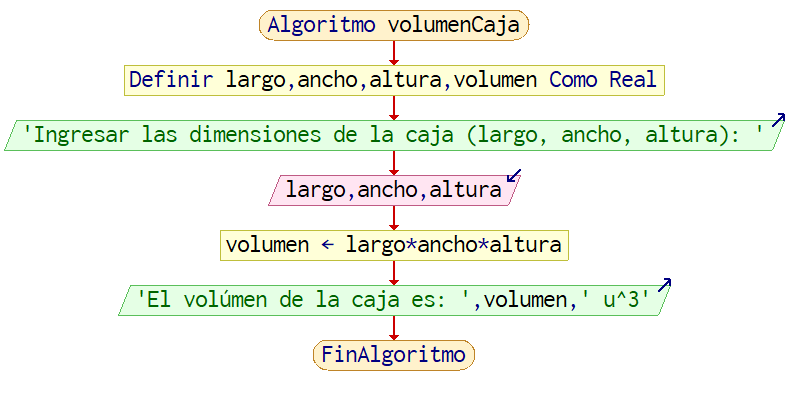 Algoritmo volumenCaja
Definir largo,ancho,altura,volumen Como Real
'Ingresar las dimensiones de la caja (largo, ancho, altura): '
largo,ancho,altura
volumen ← largo*ancho*altura
'El volúmen de la caja es: ',volumen,' u^3'
FinAlgoritmo